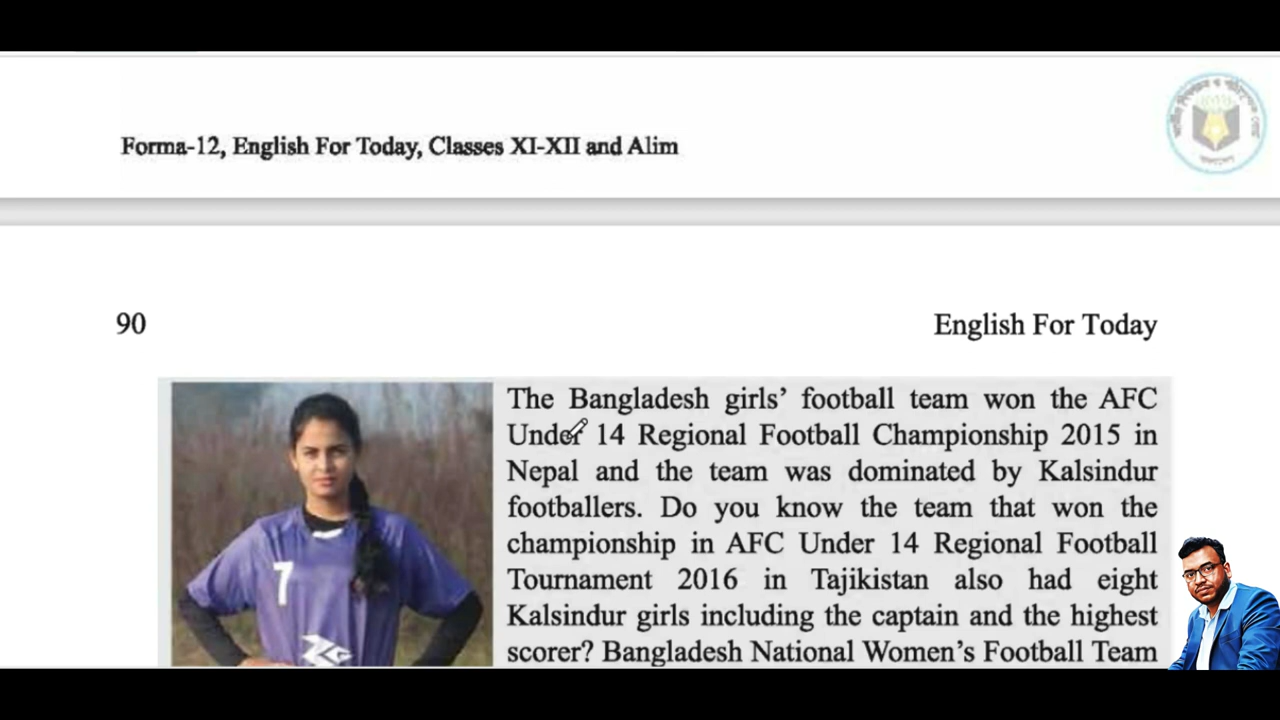 Forma-12, English For Today, Classes XI-XII and Alim
90
English For Today
The Bangladesh girls’ football team won the AFC
Under 14 Regional Football Championship 2015 in
Nepal and the team was dominated by Kalsindur
footballers. Do you know the team that won the
championship in AFC Under 14 Regional Football
Tournament 2016 in Tajikistan also had eight
Kalsindur girls including the captain and the highest
scorer? Bangladesh National Women’s Football Team
7